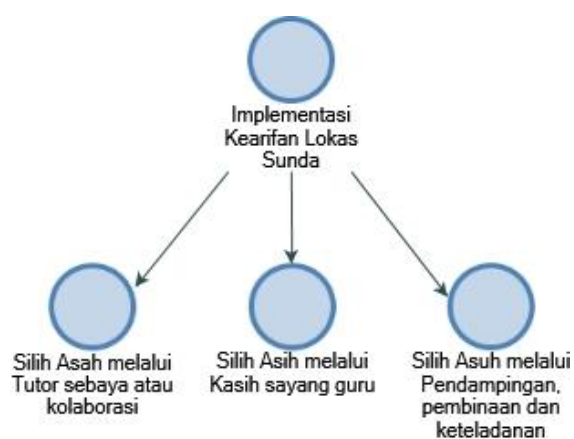 Implementasi
Kearifan Lokas
Sunda
Silih Asah melalui
Tutor sebaya atau
kolaborasi
Silih Asih melalui
Kasih sayang guru
Silih Asuh melalui
Pendampingan,
pembinaan dan
keteladanan